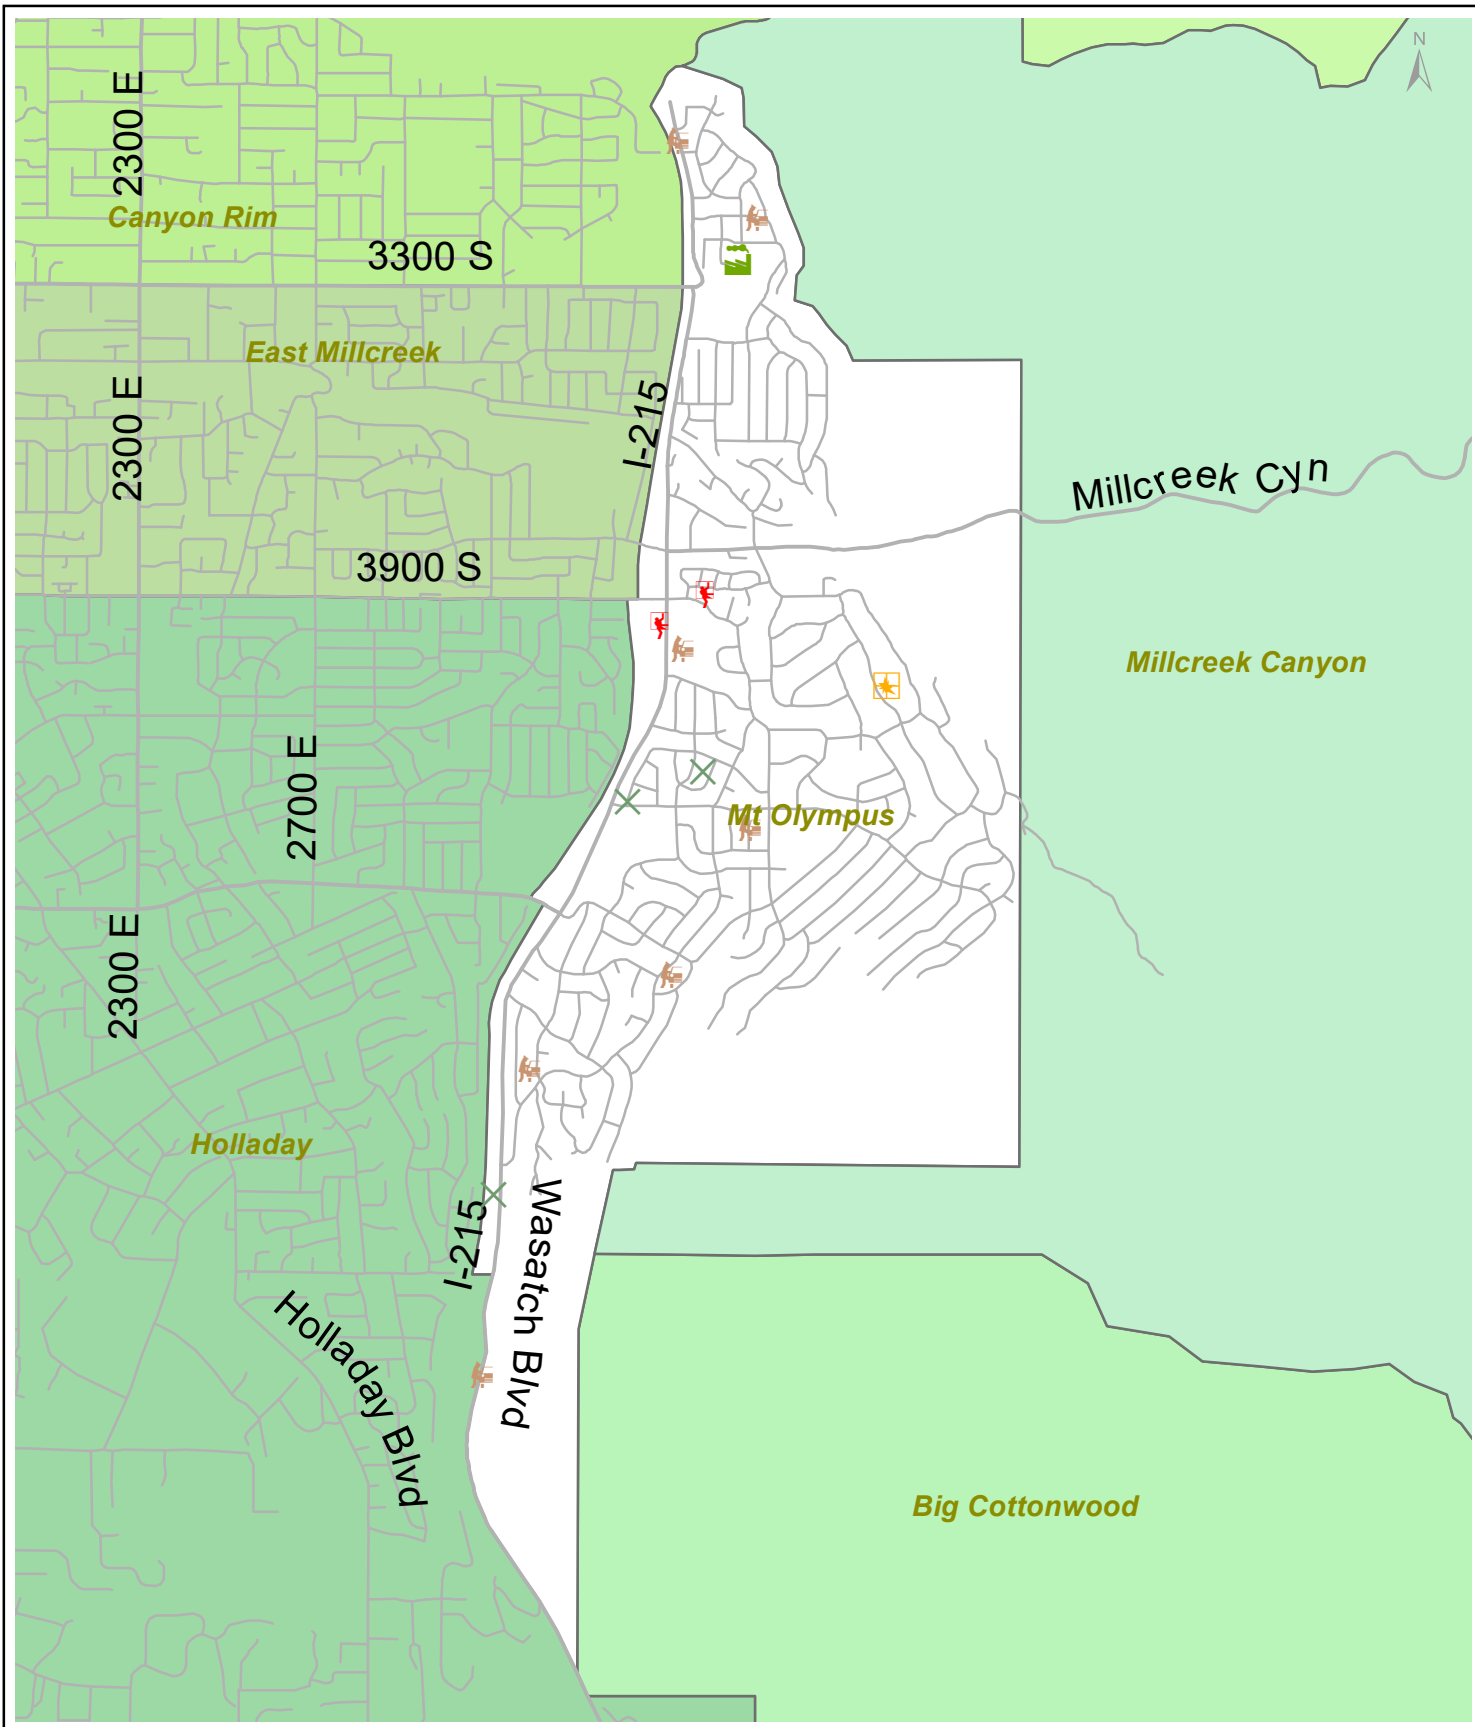 N
2300 E
Canyon Rim
3300 S
East Millcreek
2300 E
I-215
Millcreek Cyn
3900 S
Millcreek Canyon
2700 E
Mt Olympus
2300 E
Holladay
I-215
Wasatch Blvd
Holladay Blvd
Big Cottonwood